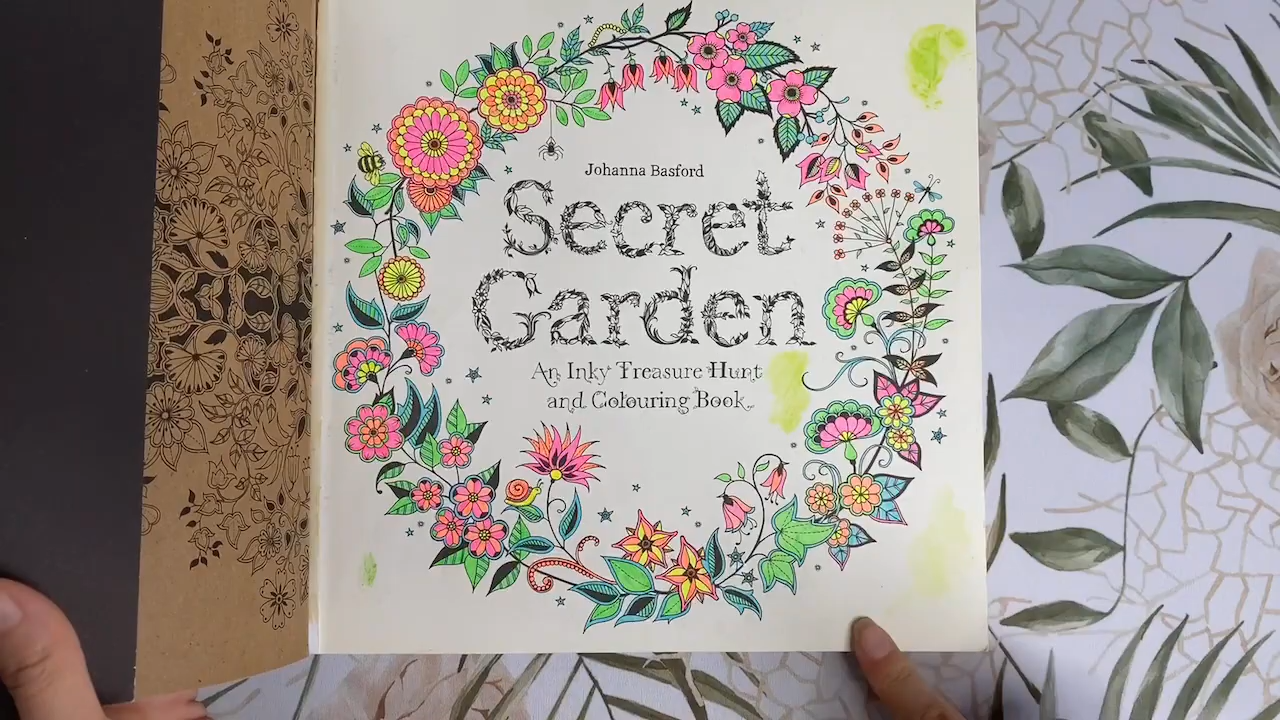 Johanna Basford
Secret
Garden
An Inky Treasure Hunt
and Colouring Book